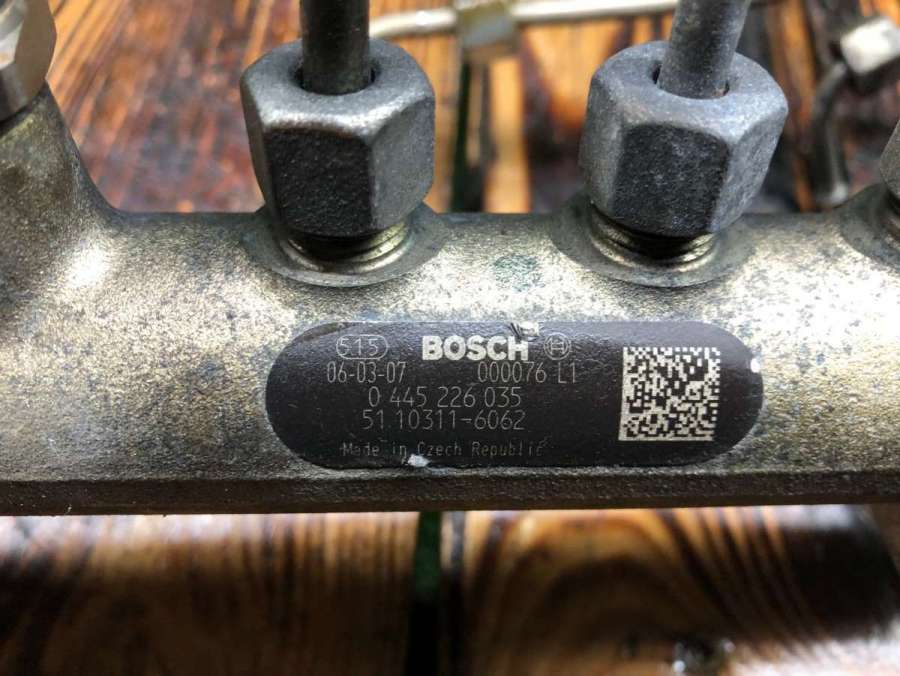 515 BOSCH
06-03-07 000076 L1
0 445 226 035
51.10311-6062
Made in Czech Republic